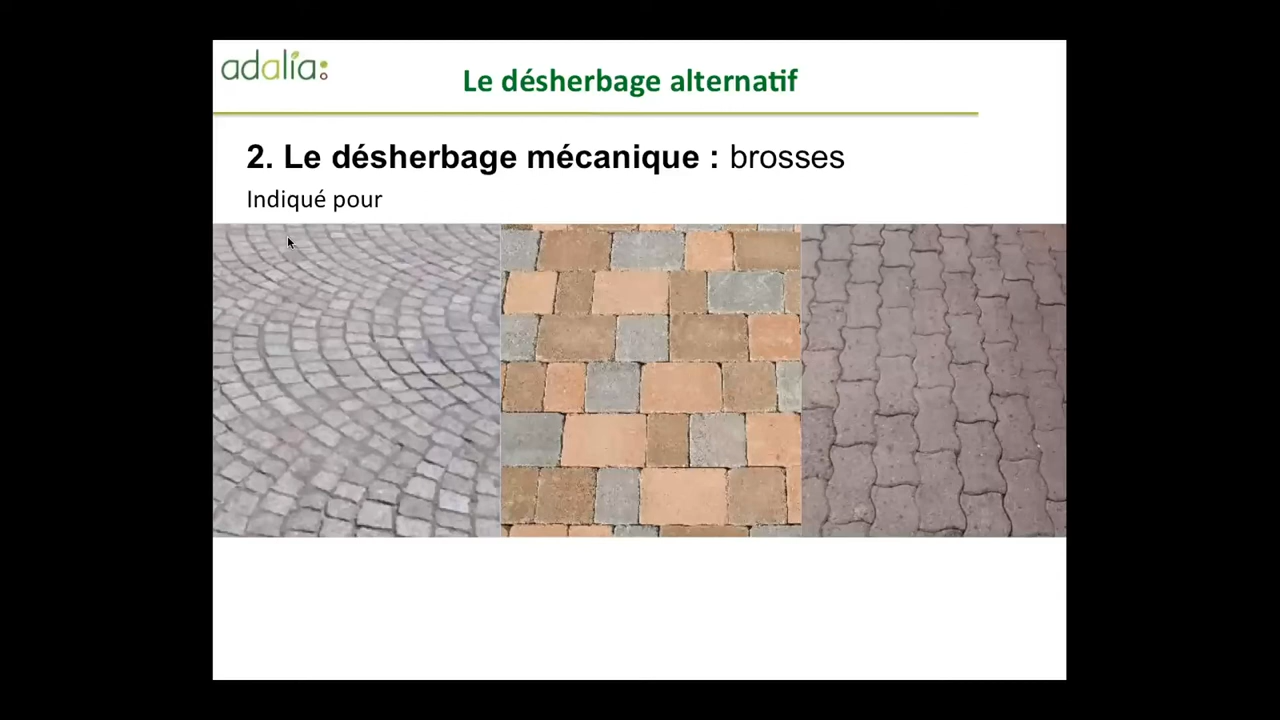 adalia:
Le désherbage alternatif
2. Le désherbage mécanique : brosses
Indiqué pour